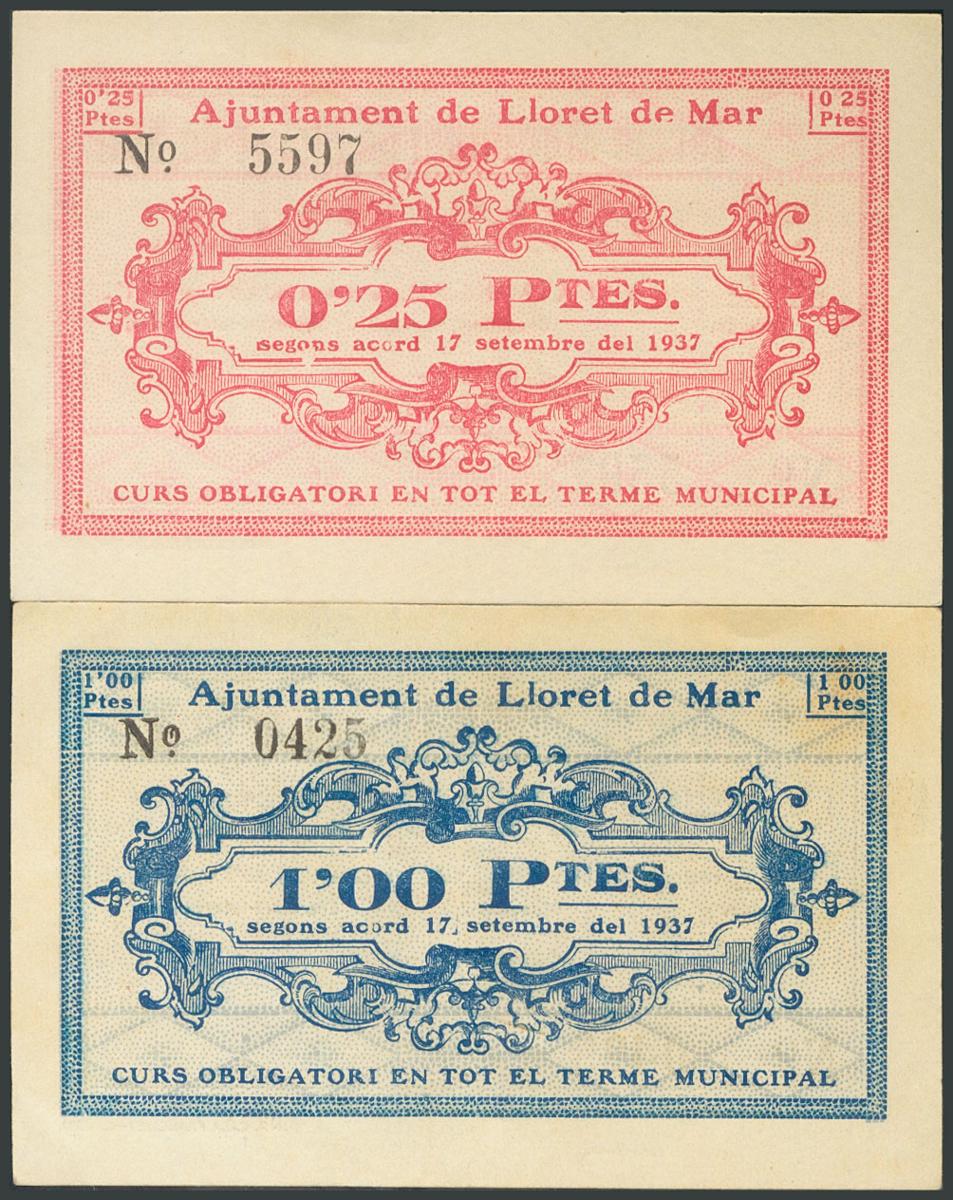 0'25 Ptes
Ajuntament de Lloret de Mar
0 25 Ptes
Nº 5597
0'25 PTES.
segons acord 17 setembre del 1937
CURS OBLIGATORI EN TOT EL TERME MUNICIPAL
1'00 Ptes
Ajuntament de Lloret de Mar
1 00 Ptes
Nº 0425
1'00 PTES.
segons acord 17 setembre del 1937
CURS OBLIGATORI EN TOT EL TERME MUNICIPAL